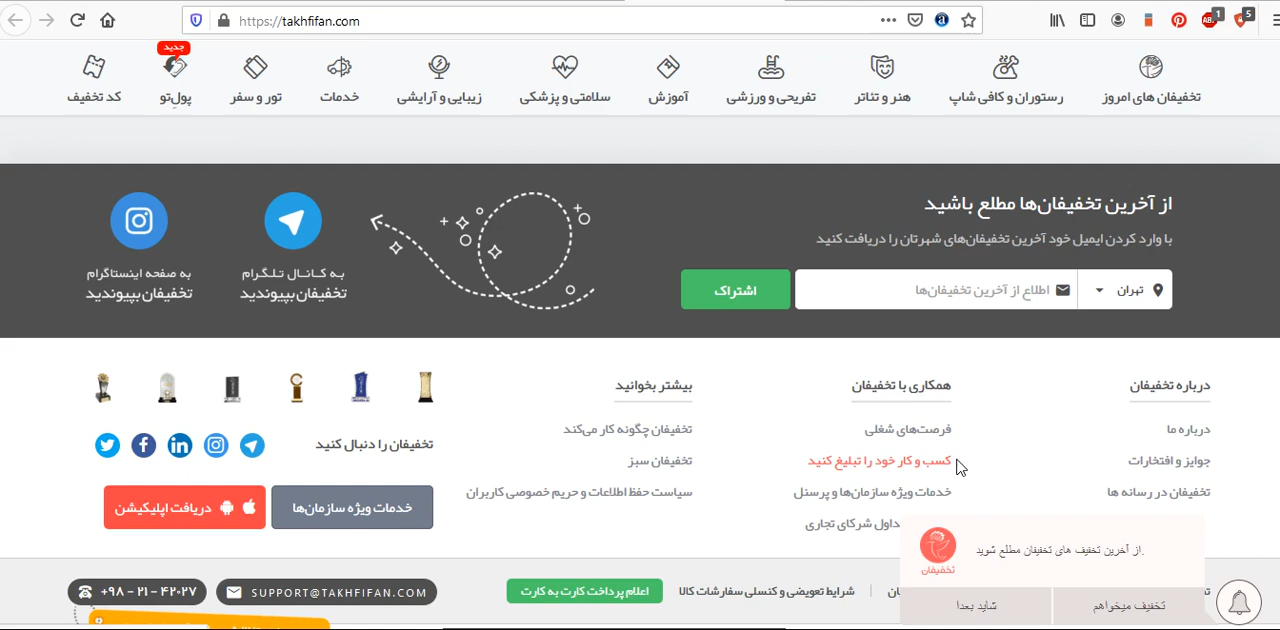 https://takhfifan.com
ABP
1
5
جدید
تخفیفان های امروز
رستوران و کافی شاپ
هنر و تئاتر
تفریحی و ورزشی
آموزش
سلامتی و پزشکی
زیبایی و آرایشی
خدمات
تور و سفر
پول‌تو
کد تخفیف
از آخرین تخفیفان‌ها مطلع باشید
با وارد کردن ایمیل خود آخرین تخفیفان‌های شهرتان را دریافت کنید
تهران
اطلاع از آخرین تخفیفان‌ها
اشتراک
به کانال تلگرام
تخفیفان بپیوندید
به صفحه اینستاگرام
تخفیفان بپیوندید
درباره تخفیفان
درباره ما
جوایز و افتخارات
تخفیفان در رسانه ها
همکاری با تخفیفان
فرصت‌های شغلی
کسب و کار خود را تبلیغ کنید
خدمات ویژه سازمان‌ها و پرسنل
داول شرکای تجاری
بیشتر بخوانید
تخفیفان چگونه کار می‌کند
تخفیفان سبز
سیاست حفظ اطلاعات و حریم خصوصی کاربران
تخفیفان را دنبال کنید
خدمات ویژه سازمان‌ها
دریافت اپلیکیشن
از آخرین تخفیف های تخفیفان مطلع شوید.
تخفیفان
تخفیف میخواهم
شاید بعدا
شرایط تعویضی و کنسلی سفارشات کالا
اعلام پرداخت کارت به کارت
SUPPORT@TAKHFIFAN.COM
+۹۸ - ۲۱ - ۴۲۰۲۷